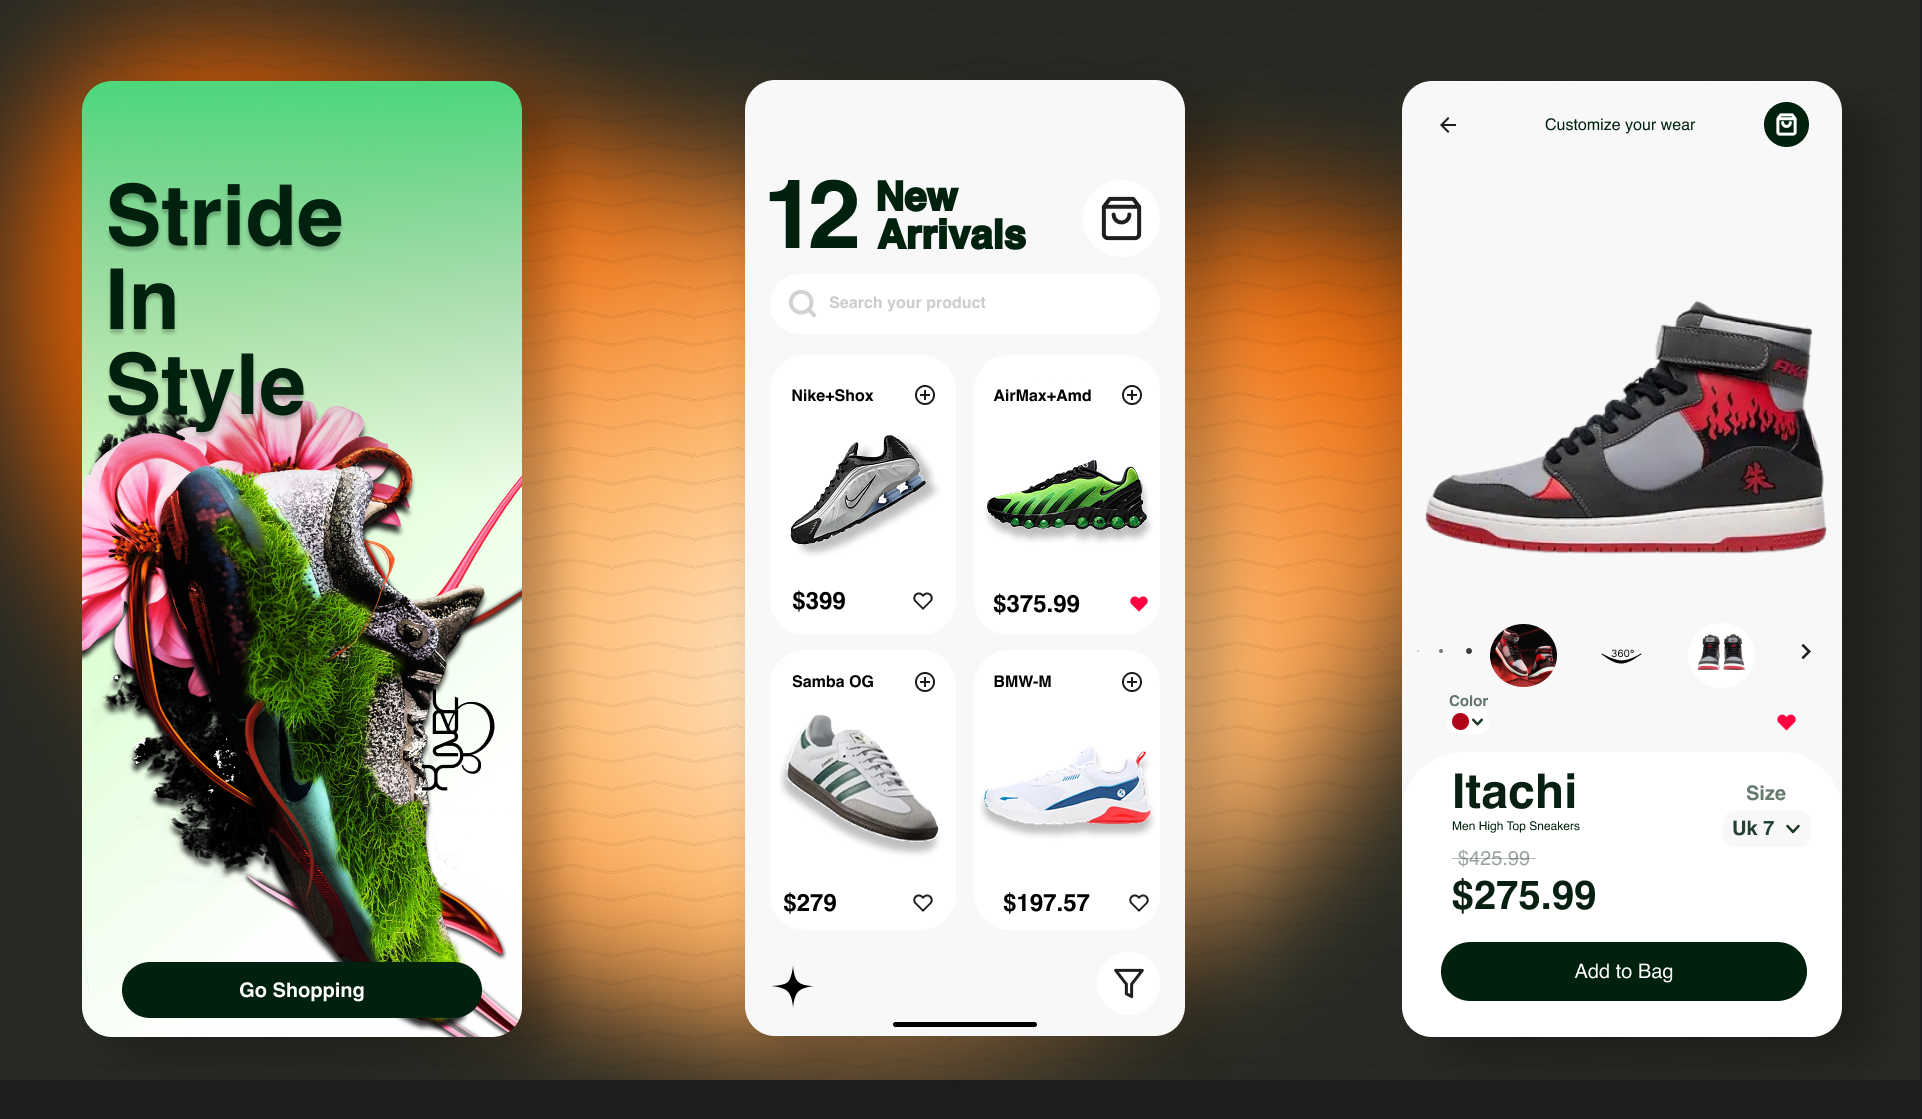 Stride
In
Style
Go Shopping
12 New
Arrivals
Search your product
Nike+Shox
$399
AirMax+Amd
$375.99
Samba OG
$279
BMW-M
$197.57
Customize your wear
朱
360°
Color
Itachi
Men High Top Sneakers
$425.99
$275.99
Size
Uk 7
Add to Bag